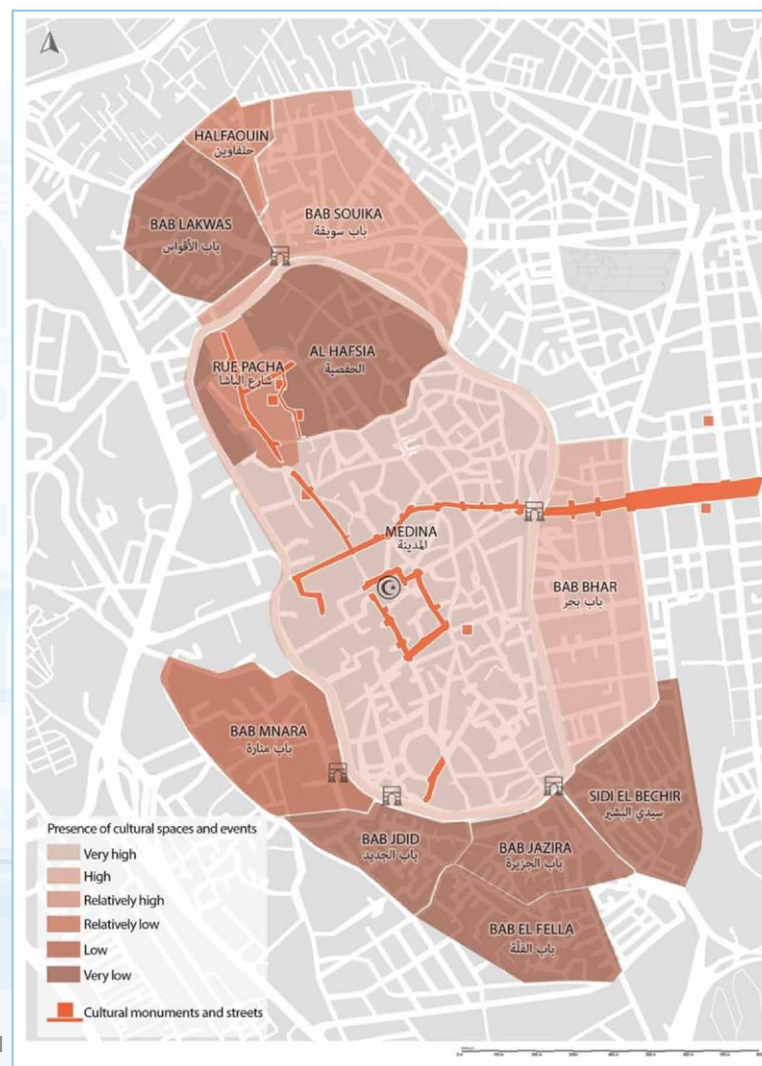 HALFAOUIN
حلفاوين
BAB LAKWAS
باب الأقواس
BAB SOUIKA
باب سويقة
AL HAFSIA
الحفصية
RUE PACHA
شارع الباشا
MEDINA
المدينة
BAB BHAR
باب بحر
BAB MNARA
باب منارة
SIDI EL BECHIR
سيدي البشير
BAB JDID
باب الجديد
BAB JAZIRA
باب الجزيرة
BAB EL FELLA
باب الفلّة
Presence of cultural spaces and events
Very high
High
Relatively high
Relatively low
Low
Very low
Cultural monuments and streets